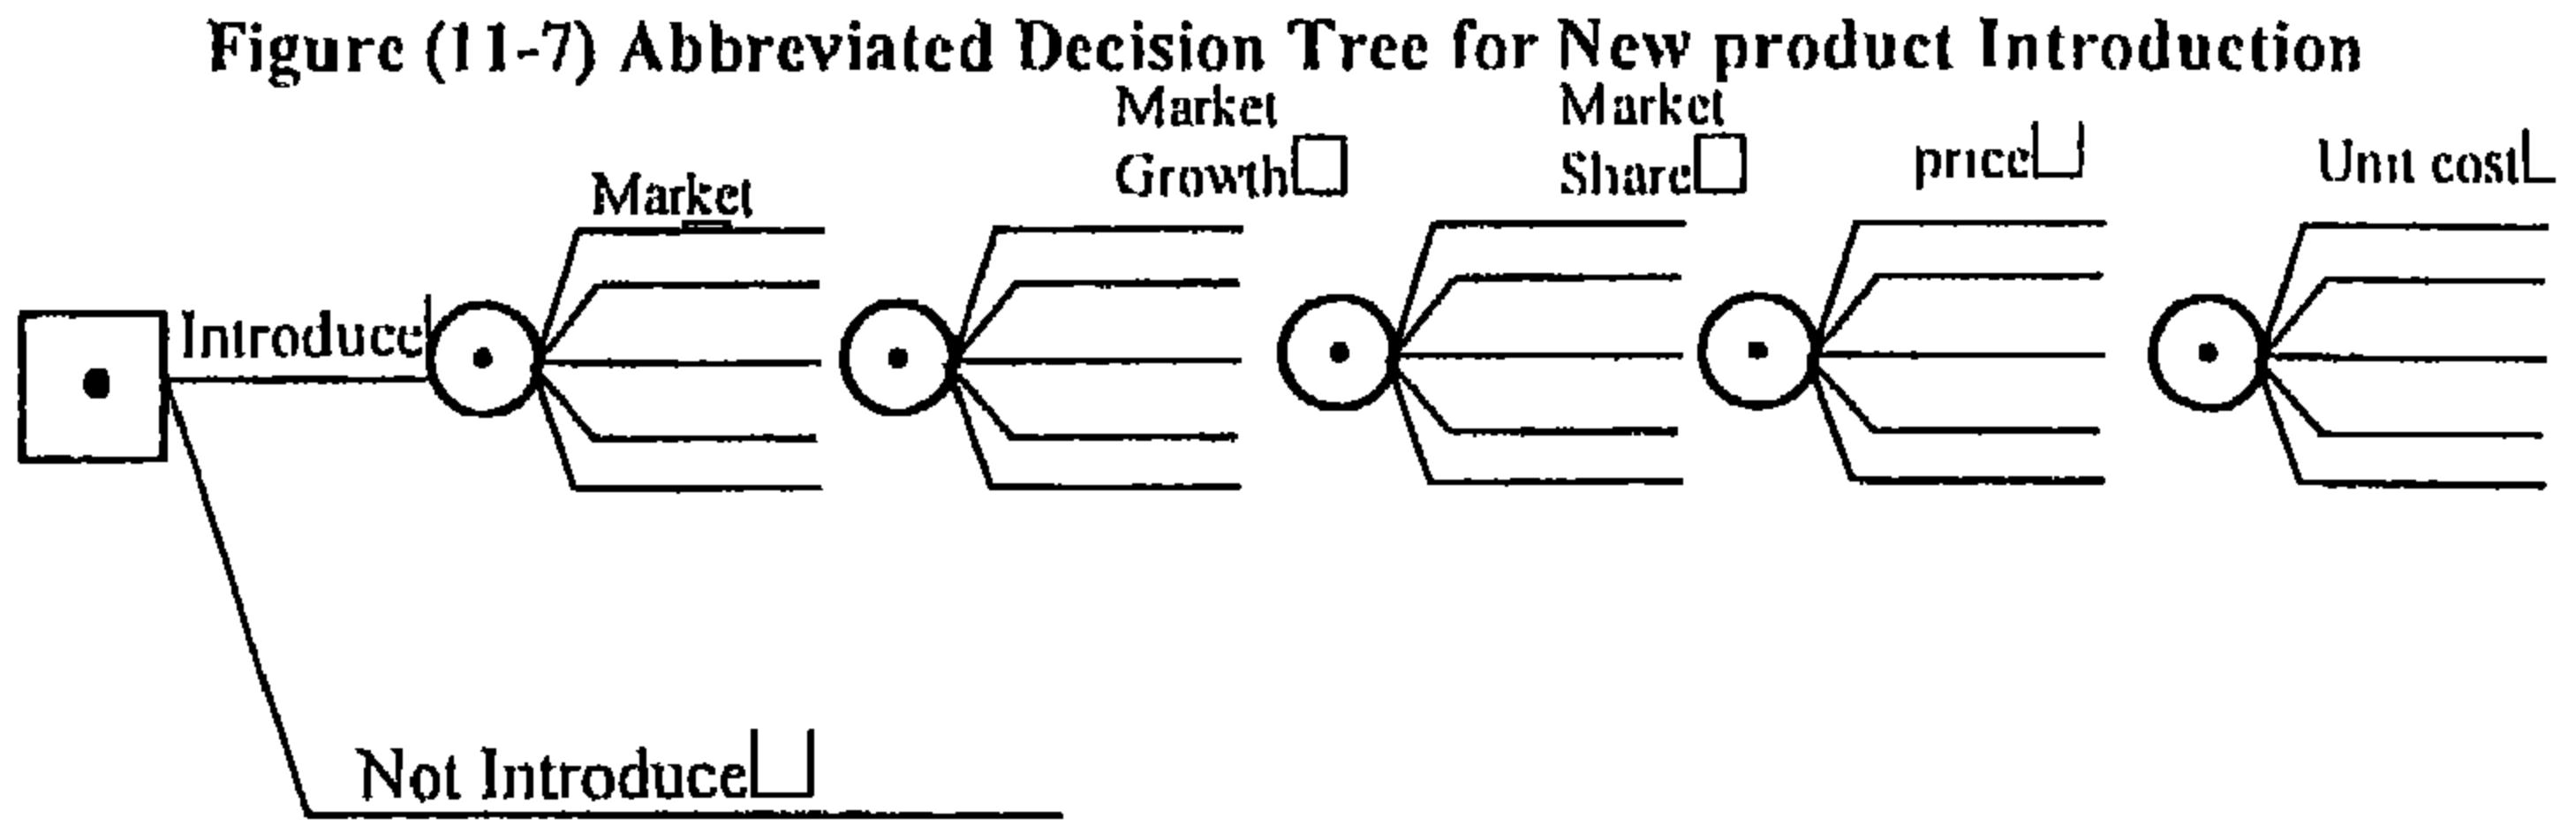 Figure (11-7) Abbreviated Decision Tree for New product Introduction
Market
Market
Growth
Market
Share
price
Unit cost
Introduce
Not Introduce